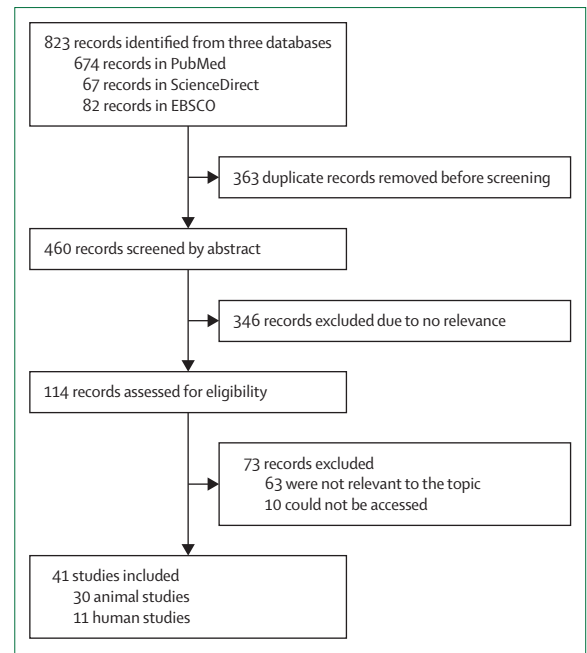 823 records identified from three databases
674 records in PubMed
67 records in ScienceDirect
82 records in EBSCO
363 duplicate records removed before screening
460 records screened by abstract
346 records excluded due to no relevance
114 records assessed for eligibility
73 records excluded
63 were not relevant to the topic
10 could not be accessed
41 studies included
30 animal studies
11 human studies